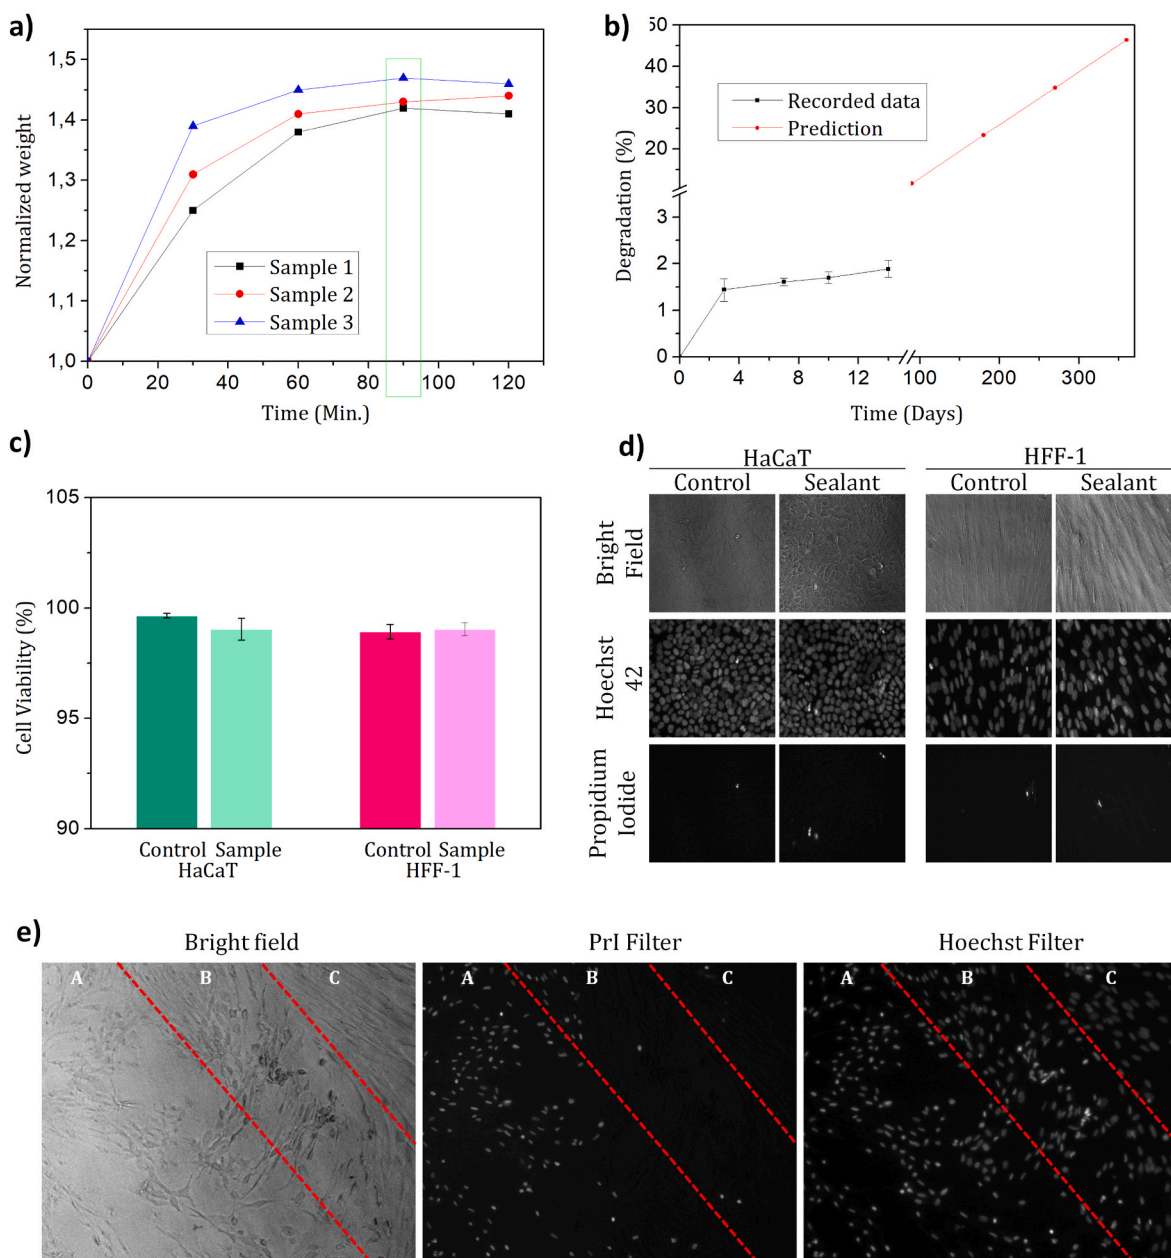 a)
1,5
1,4
1,3
1,2
1,1
1,0
Normalized weight
0 20 40 60 80 100 120
Time (Min.)
Sample 1
Sample 2
Sample 3
b)
50
40
30
20
3
2
1
0
Degradation (%)
0 4 8 12 100 200 300
Time (Days)
Recorded data
Prediction
c)
105
100
95
90
Cell Viability (%)
Control Sample Control Sample
HaCaT HFF-1
d)
HaCaT HFF-1
Control Sealant Control Sealant
Bright
Field
Hoechst
42
Propidium
Iodide
e)
Bright field PrI Filter Hoechst Filter
A B C A B C A B C